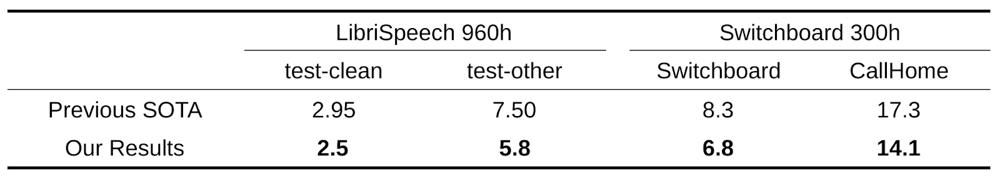 LibriSpeech 960h Switchboard 300h
test-clean test-other Switchboard CallHome
Previous SOTA 2.95 7.50 8.3 17.3
Our Results 2.5 5.8 6.8 14.1